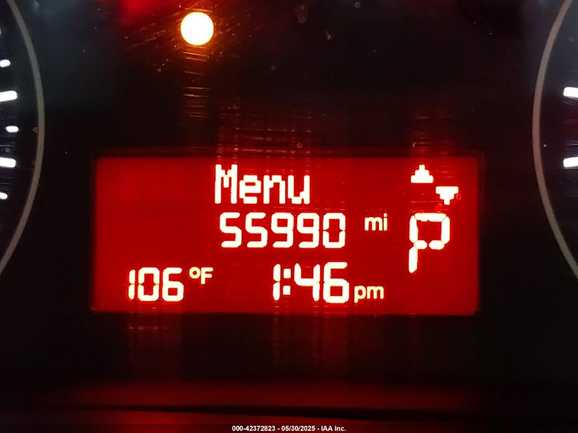 Menu
55990 mi
P
106°F 1:46 pm
000-42372823 - 05/30/2025 - IAA Inc.